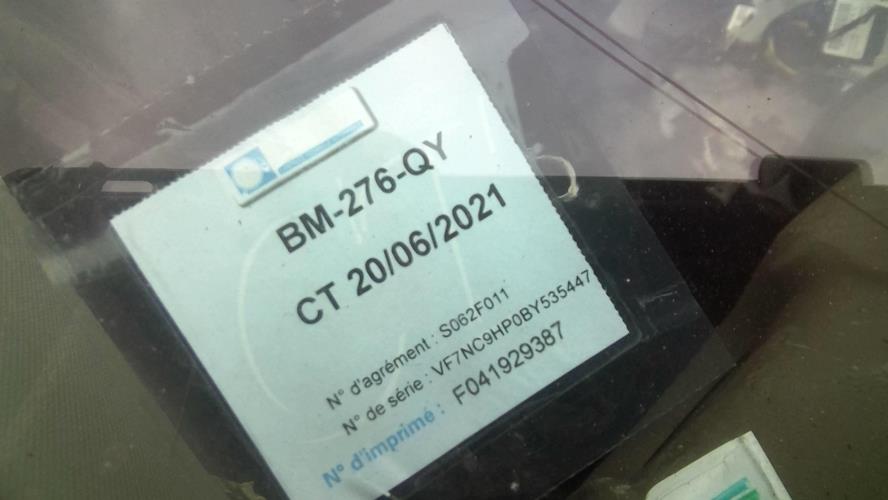 BM-276-QY
CT 20/06/2021
N° d'agrément : S062F011
N° de série : VF7NC9HP0BY535447
N° d'imprimé : F041929387